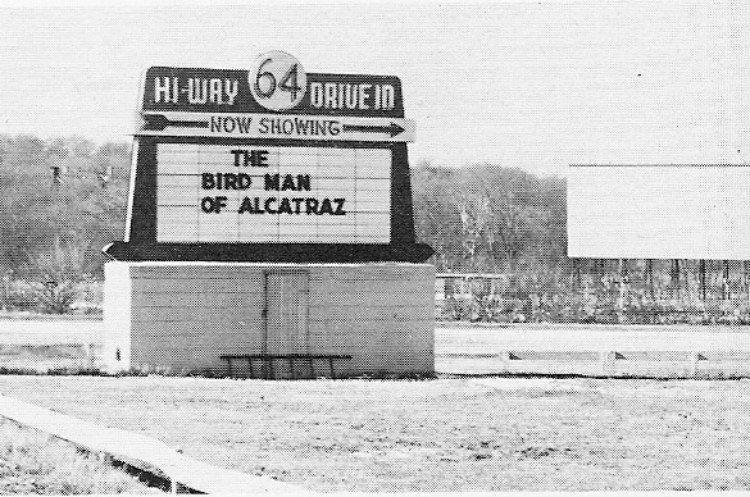 HI-WAY 64 DRIVE IN
NOW SHOWING
THE
BIRD MAN
OF ALCATRAZ